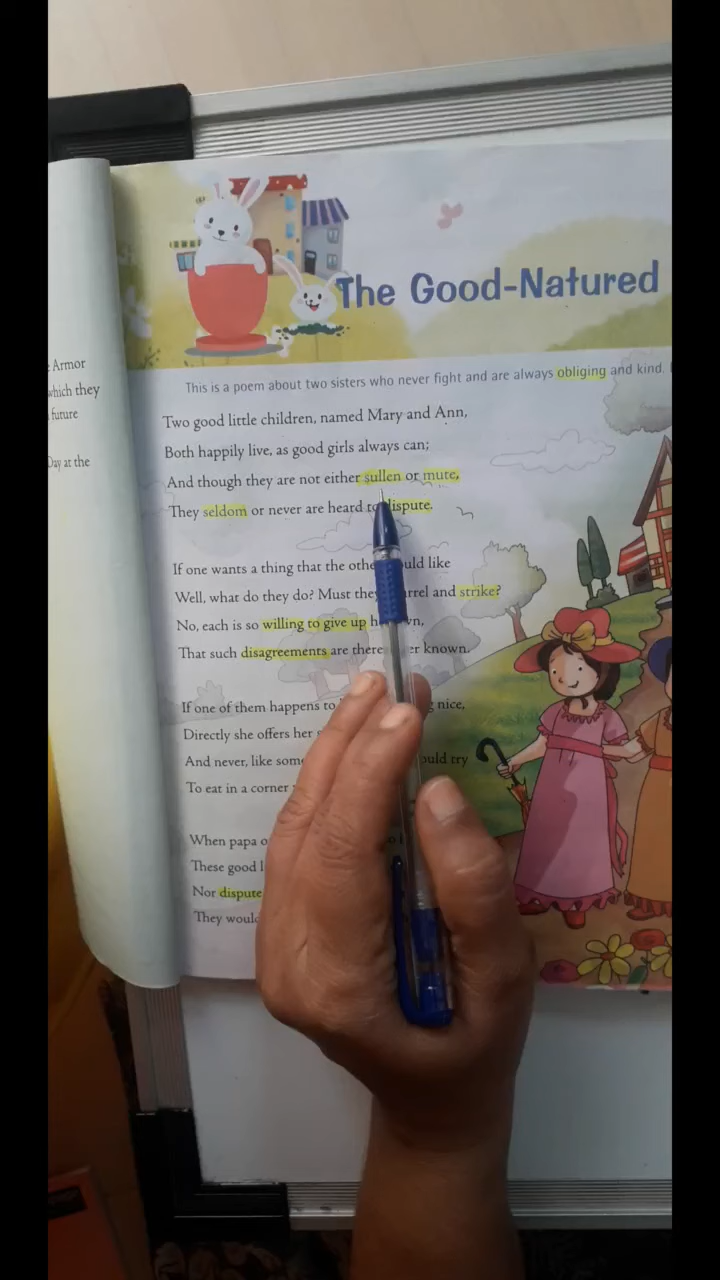 Armor
which they
future
Day at the
The Good-Natured
This is a poem about two sisters who never fight and are always obliging and kind.
Two good little children, named Mary and Ann,
Both happily live, as good girls always can;
And though they are not either sullen or mute,
They seldom or never are heard to dispute.
If one wants a thing that the other would like
Well, what do they do? Must they quarrel and strike?
No, each is so willing to give up her own,
That such disagreements are there never known.
If one of them happens to nice,
Directly she offers her
And never, like some would try
To eat in a corner
When papa
These good
Nor dispute
They would